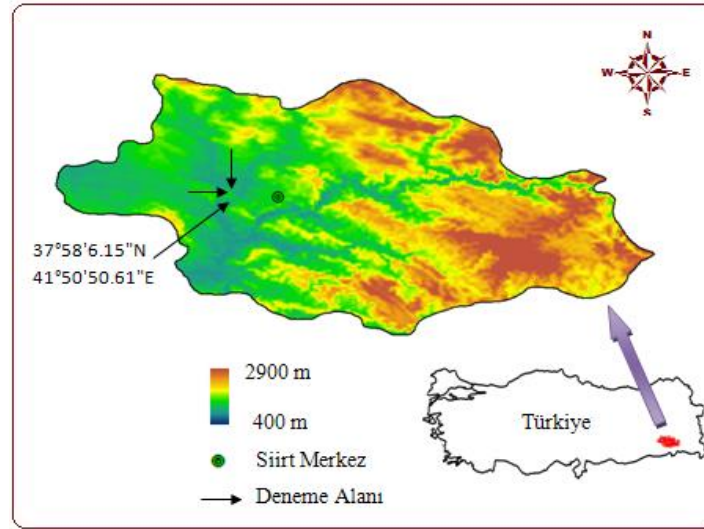 N
W E
S
37°58'6.15"N
41°50'50.61"E
2900 m
400 m
Siirt Merkez
Deneme Alanı
Türkiye